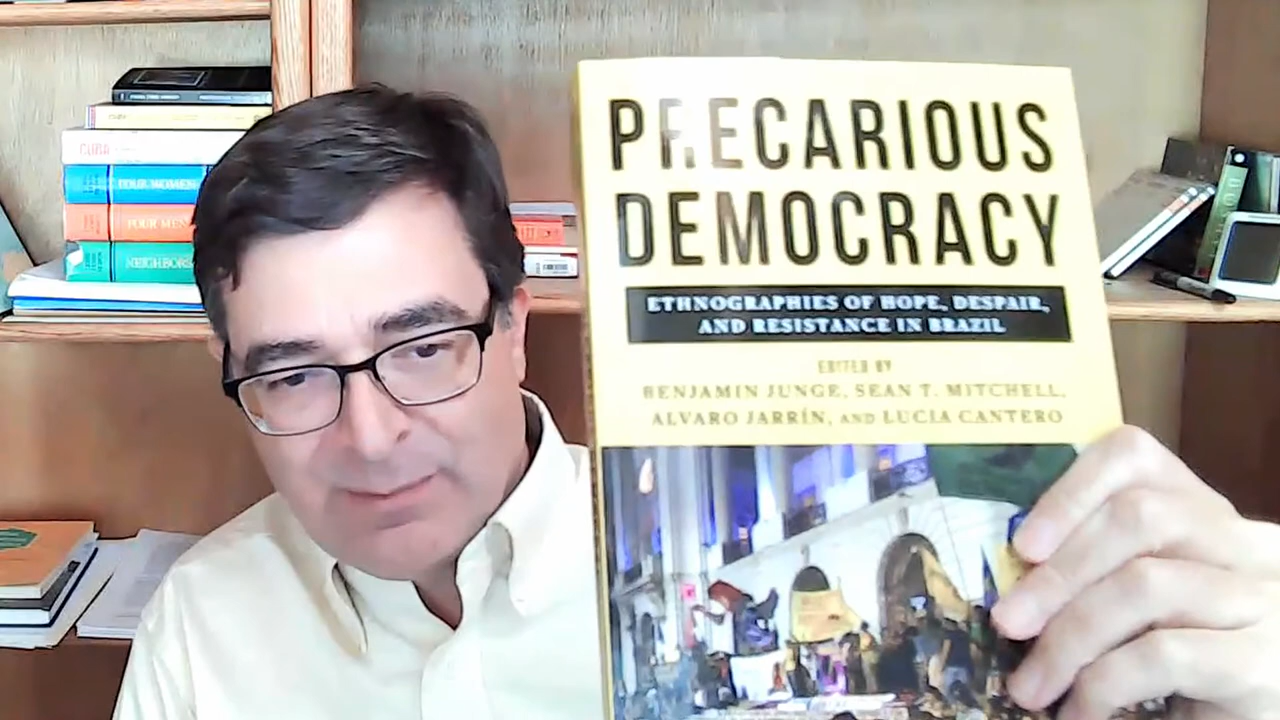 CUBA
FOUR WOMEN
FOUR MEN
NEIGHBORS
PRECARIOUS
DEMOCRACY
ETHNOGRAPHIES OF HOPE, DESPAIR,
AND RESISTANCE IN BRAZIL
EDITED BY
BENJAMIN JUNGE, SEAN T. MITCHELL,
ALVARO JARRÍN, AND LUCIA CANTERO